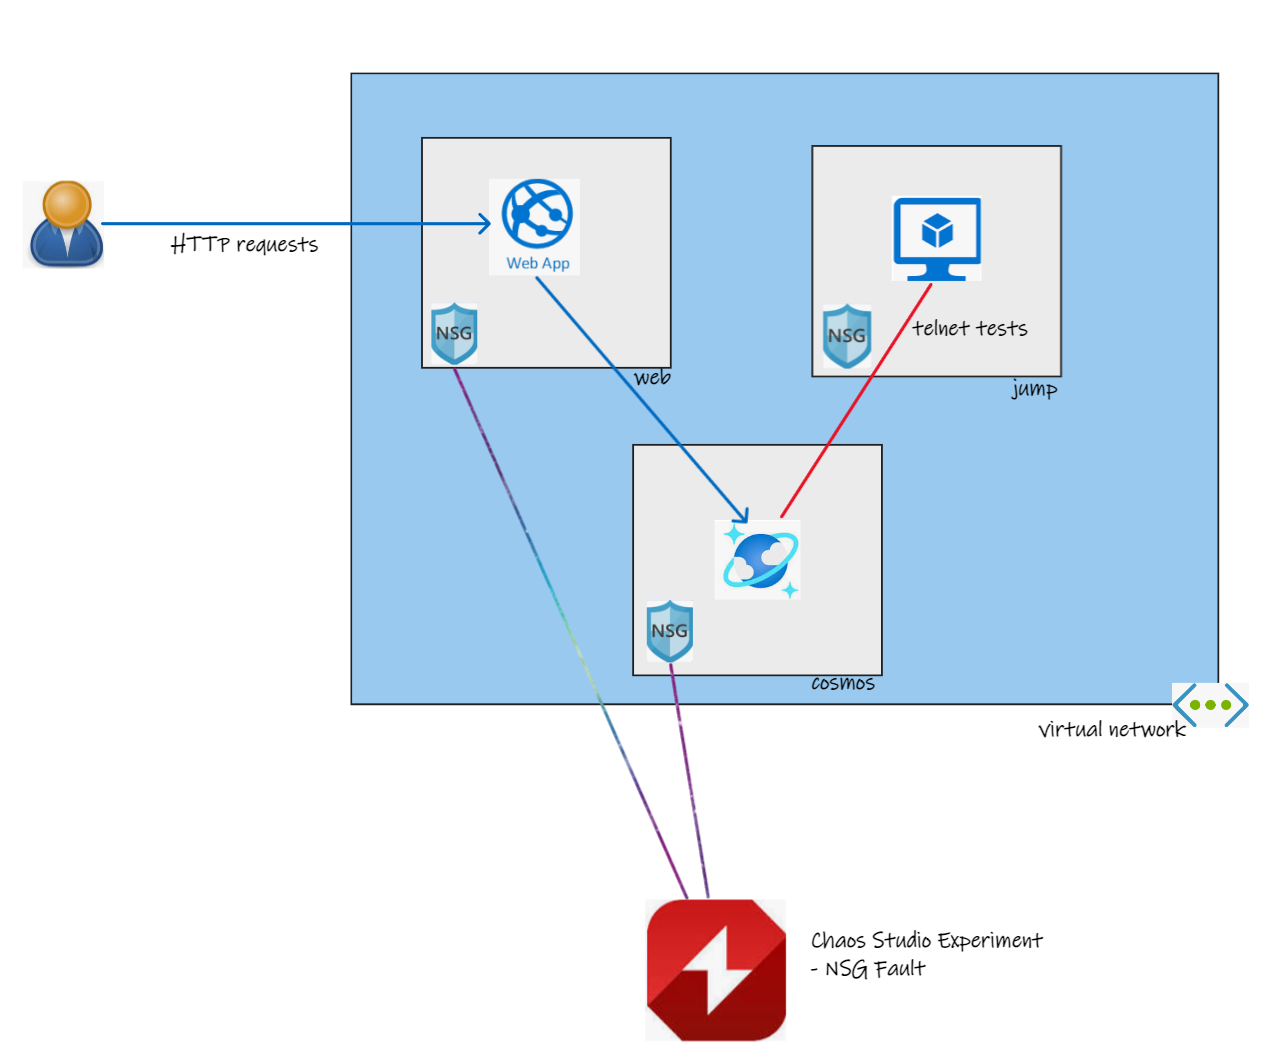 HTTP requests
Web App
NSG
web
NSG
telnet tests
jump
NSG
cosmos
virtual network
Chaos Studio Experiment
- NSG Fault